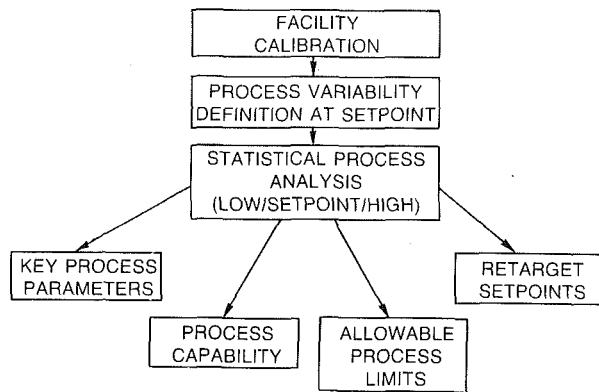 FACILITY
CALIBRATION
PROCESS VARIABILITY
DEFINITION AT SETPOINT
STATISTICAL PROCESS
ANALYSIS
(LOW/SETPOINT/HIGH)
KEY PROCESS
PARAMETERS
RETARGET
SETPOINTS
PROCESS
CAPABILITY
ALLOWABLE
PROCESS
LIMITS